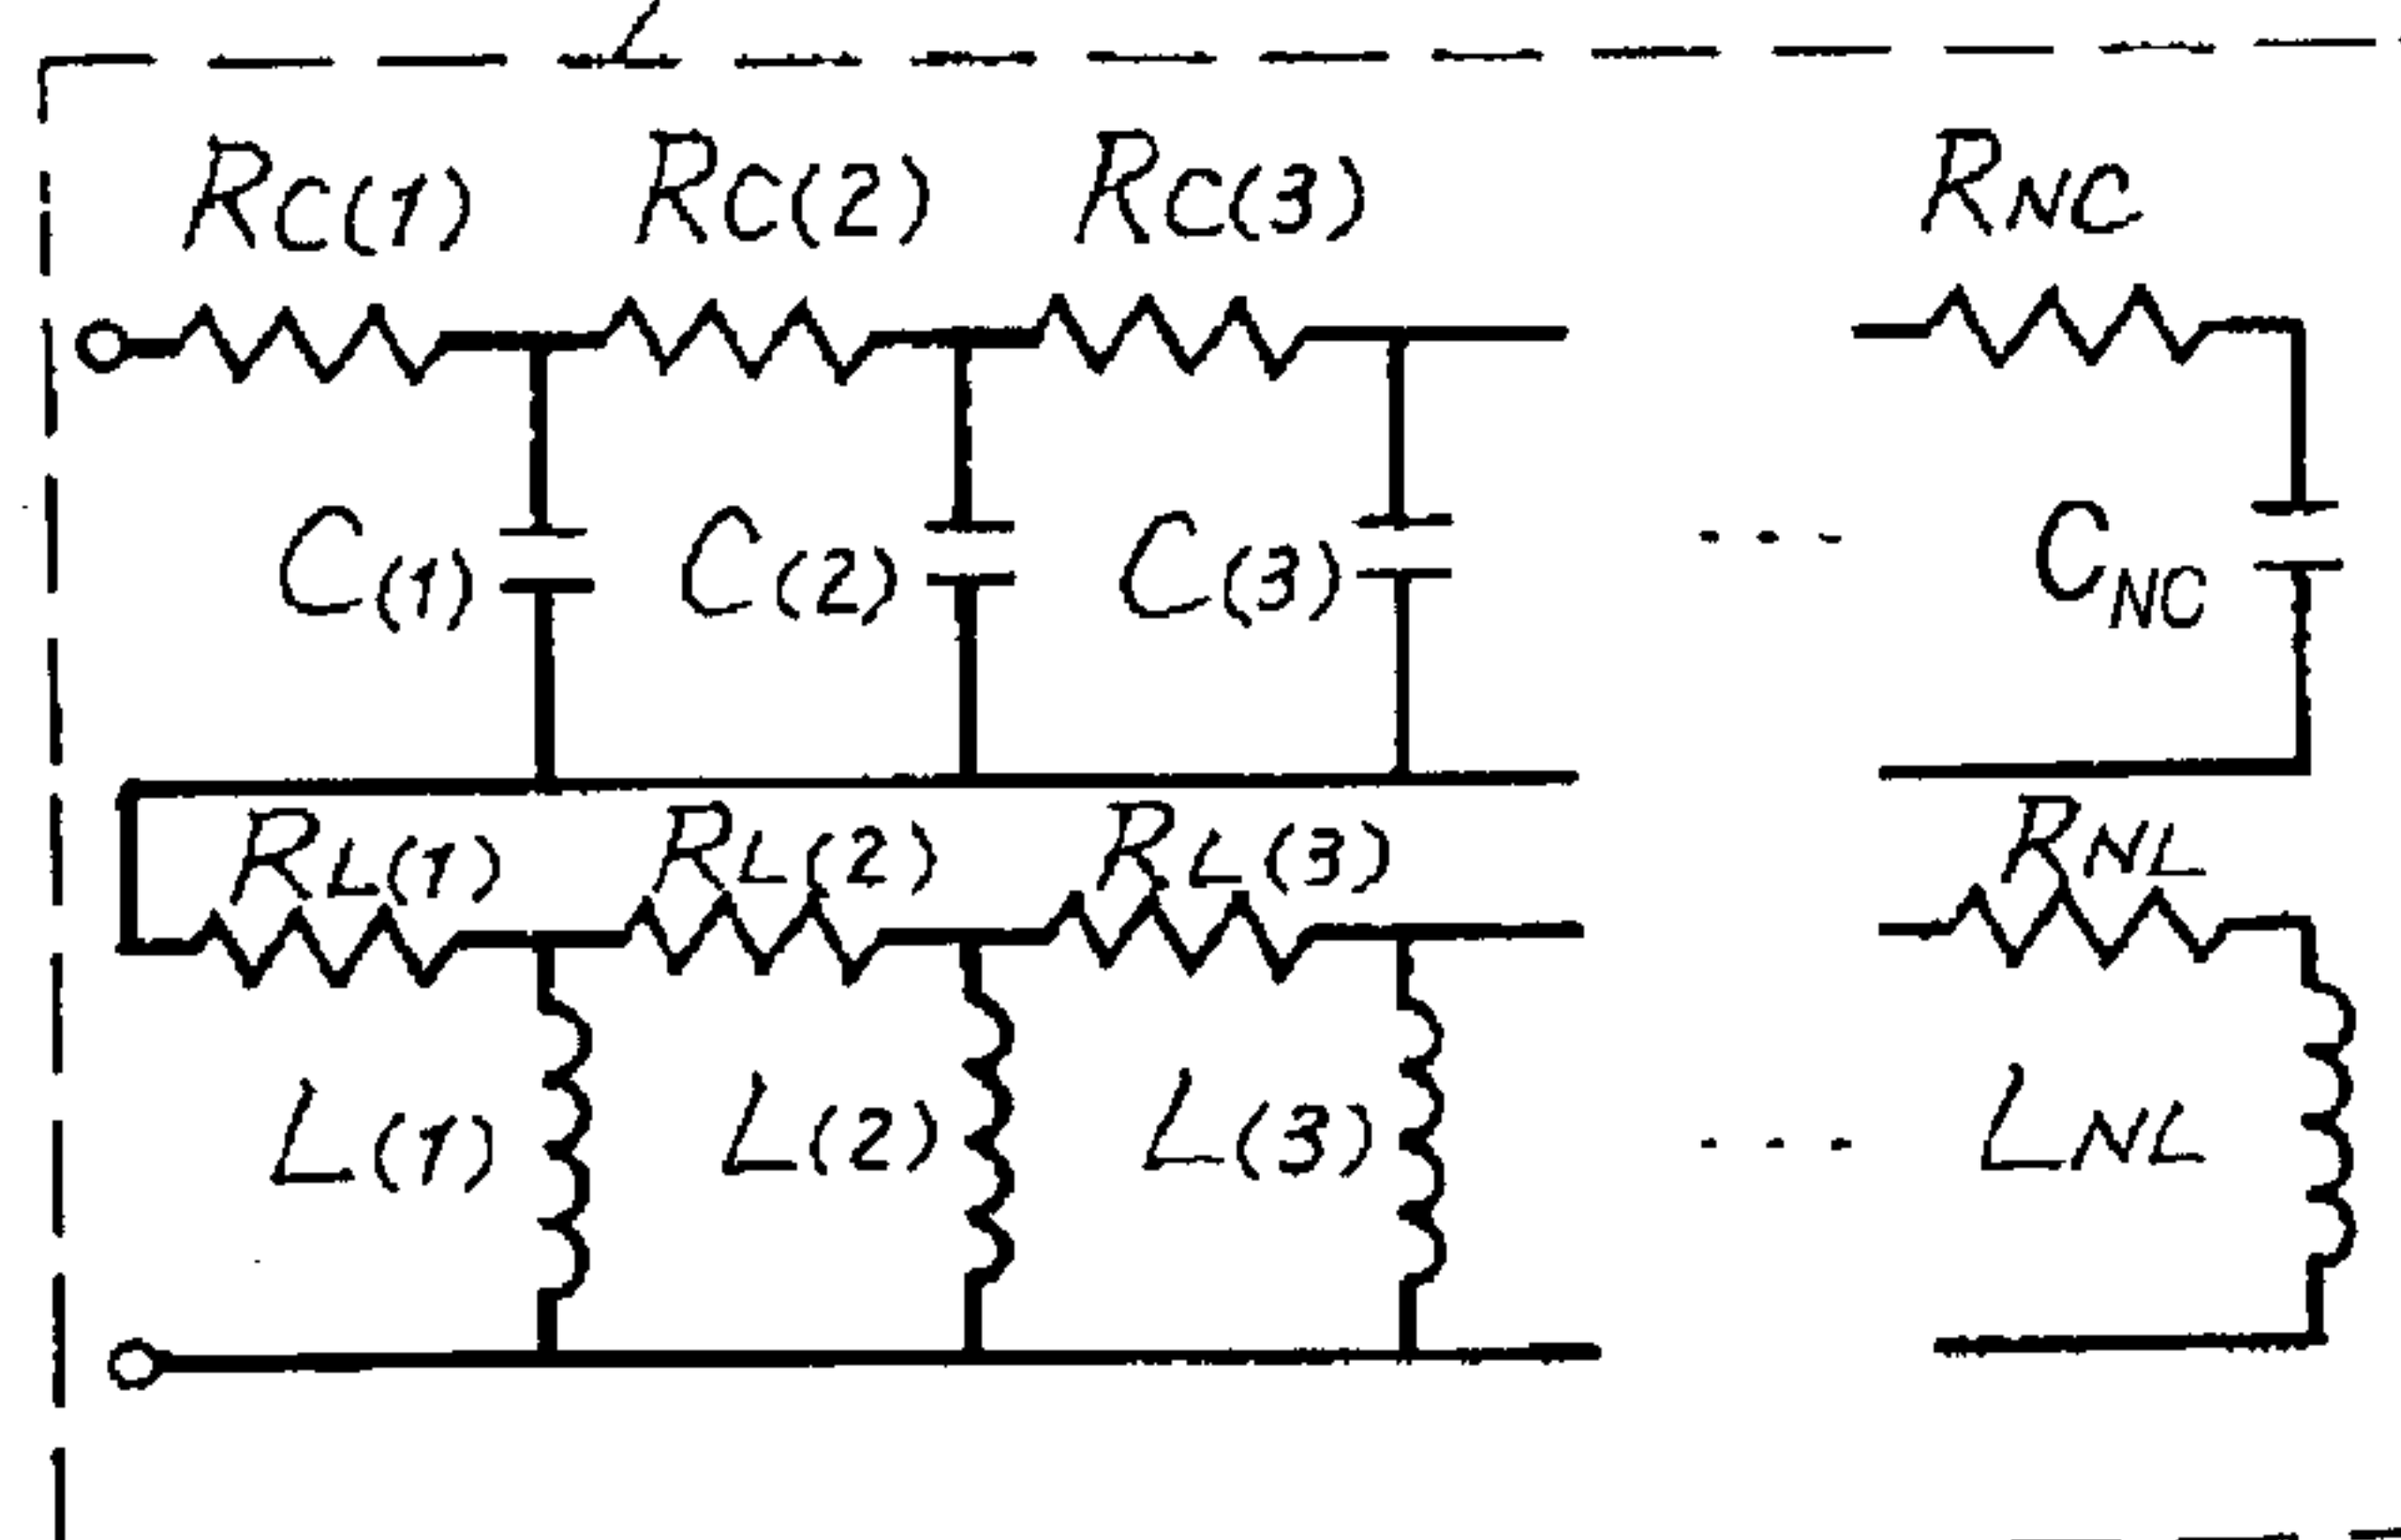 RC(1) RC(2) RC(3) RNC
C(1) C(2) C(3) ... CNC
RL(1) RL(2) RL(3) RNL
L(1) L(2) L(3) ... LNL